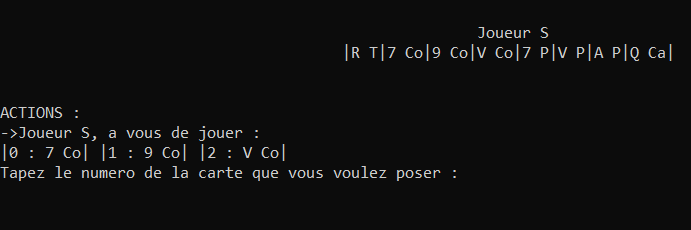 Joueur S
|R T|7 Co|9 Co|V Co|7 P|V P|A P|Q Ca|
ACTIONS :
->Joueur S, a vous de jouer :
|0 : 7 Co| |1 : 9 Co| |2 : V Co|
Tapez le numero de la carte que vous voulez poser :